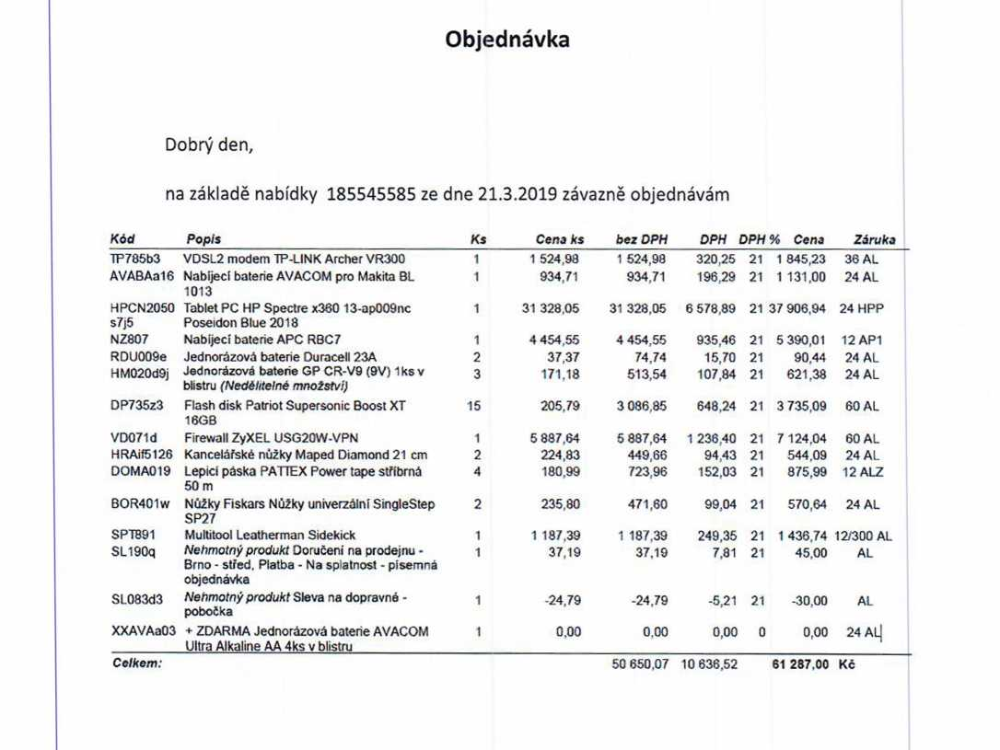 Objednávka
Dobrý den,
na základě nabídky 185545585 ze dne 21.3.2019 závazně objednávám
Kód Popis Ks Cena ks bez DPH DPH DPH % Cena Záruka
TP785b3 VDSL2 modem TP-LINK Archer VR300 1 1 524,98 1 524,98 320,25 21 1 845,23 36 AL
AVABAa16 Nabíjecí baterie AVACOM pro Makita BL 1 934,71 934,71 196,29 21 1 131,00 24 AL
1013
HPCN2050 Tablet PC HP Spectre x360 13-ap009nc 1 31 328,05 31 328,05 6 578,89 21 37 906,94 24 HPP
s7j5 Poseidon Blue 2018
NZ807 Nabíjecí baterie APC RBC7 1 4 454,55 4 454,55 935,46 21 5 390,01 12 AP1
RDU009e Jednorázová baterie Duracell 23A 2 37,37 74,74 15,70 21 90,44 24 AL
HM020d9j Jednorázová baterie GP CR-V9 (9V) 1ks v 3 171,18 513,54 107,84 21 621,38 24 AL
blistru (Nedělitelné množství)
DP735z3 Flash disk Patriot Supersonic Boost XT 15 205,79 3 086,85 648,24 21 3 735,09 60 AL
16GB
VD071d Firewall ZyXEL USG20W-VPN 1 5 887,64 5 887,64 1 236,40 21 7 124,04 60 AL
HRAif5126 Kancelářské nůžky Maped Diamond 21 cm 2 224,83 449,66 94,43 21 544,09 24 AL
DOMA019 Lepicí páska PATTEX Power tape stříbrná 4 180,99 723,96 152,03 21 875,99 12 ALZ
50 m
BOR401w Nůžky Fiskars Nůžky univerzální SingleStep 2 235,80 471,60 99,04 21 570,64 24 AL
SP27
SPT891 Multitool Leatherman Sidekick 1 1 187,39 1 187,39 249,35 21 1 436,74 12/300 AL
SL190q Nehmotný produkt Doručení na prodejnu - 1 37,19 37,19 7,81 21 45,00 AL
Brno - střed, Platba - Na splatnost - písemná
objednávka
SL083d3 Nehmotný produkt Sleva na dopravné - 1 -24,79 -24,79 -5,21 21 -30,00 AL
pobočka
XXAVAa03 + ZDARMA Jednorázová baterie AVACOM 1 0,00 0,00 0,00 0 0,00 24 AL
Ultra Alkaline AA 4ks v blistru
Celkem: 50 650,07 10 636,52 61 287,00 Kč